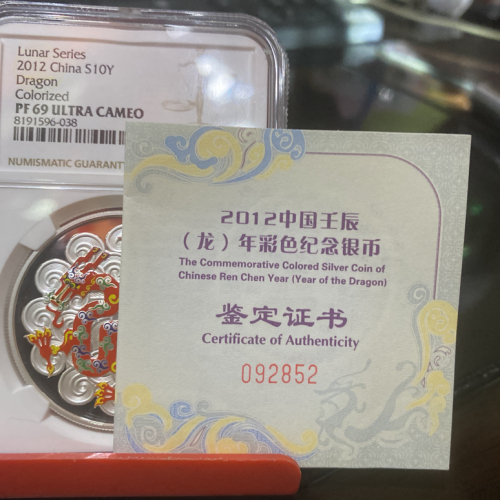 Lunar Series
2012 China S10Y
Dragon
Colorized
PF 69 ULTRA CAMEO
8191596-038
NUMISMATIC GUARANTY
2012中国壬辰
（龙）年彩色纪念银币
The Commemorative Colored Silver Coin of
Chinese Ren Chen Year (Year of the Dragon)
鉴定证书
Certificate of Authenticity
092852